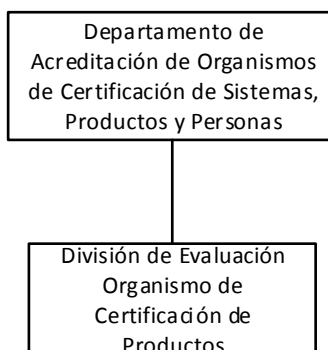 Departamento de
Acreditación de Organismos
de Certificación de Sistemas,
Productos y Personas
División de Evaluación
Organismo de
Certificación de
Productos